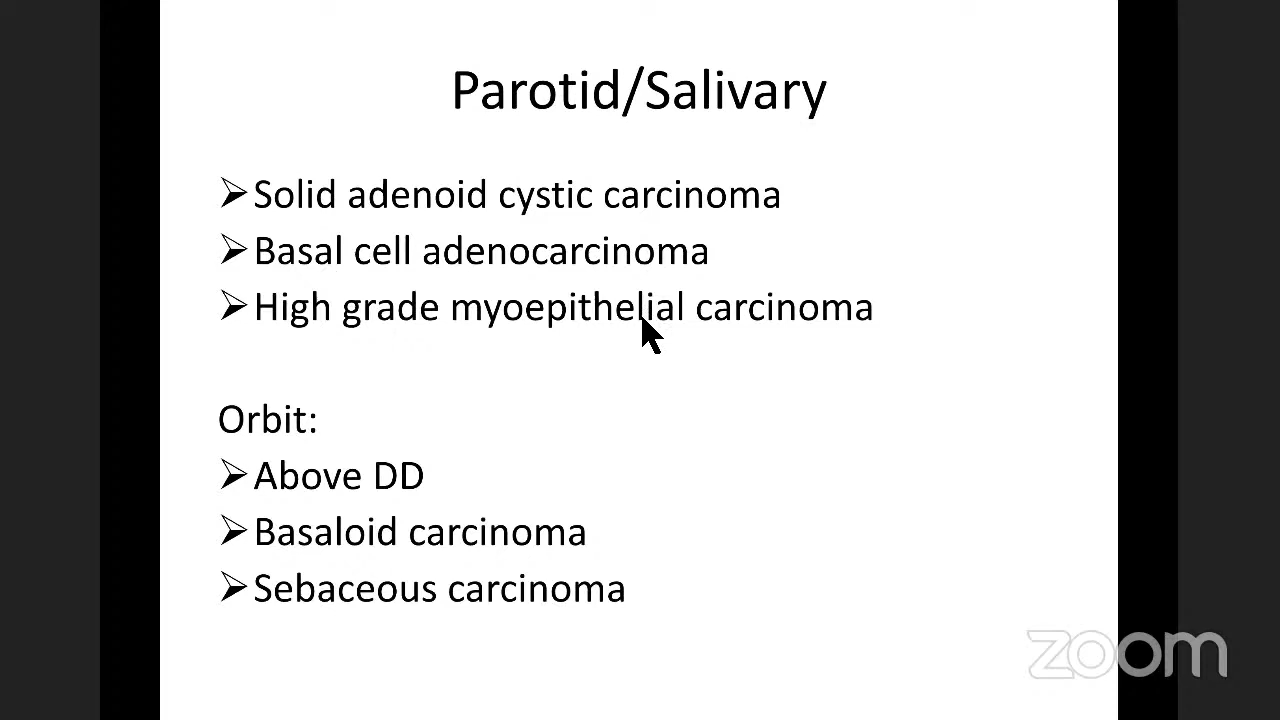 Parotid/Salivary
➢Solid adenoid cystic carcinoma
➢Basal cell adenocarcinoma
➢High grade myoepithelial carcinoma
Orbit:
➢Above DD
➢Basaloid carcinoma
➢Sebaceous carcinoma
zoom